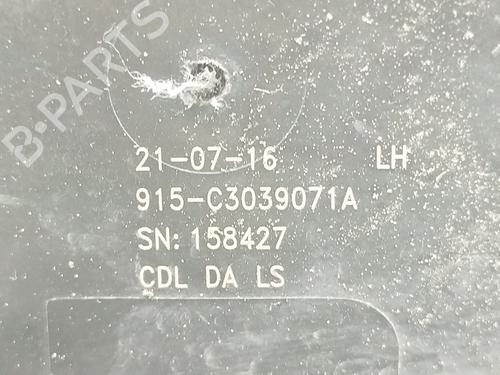 B-PARTS
21-07-16 LH
915-C3039071A
SN: 158427
CDL DA LS